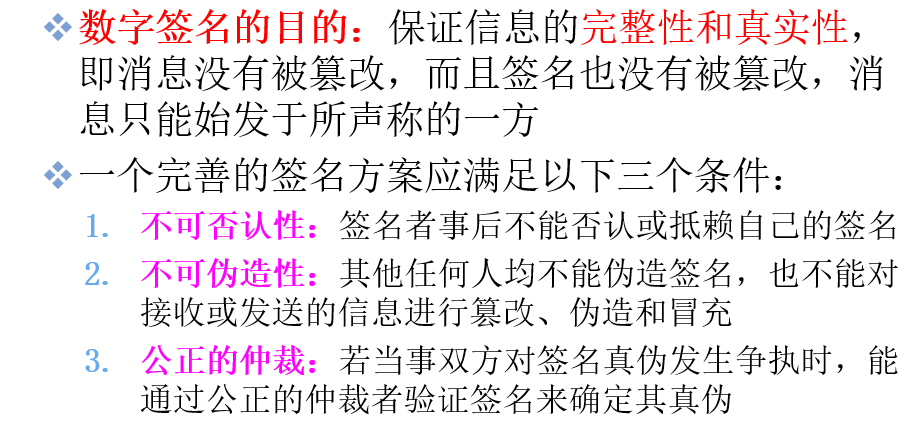 数字签名的目的：保证信息的完整性和真实性，
即消息没有被篡改，而且签名也没有被篡改，消
息只能始发于所声称的一方
一个完善的签名方案应满足以下三个条件：
1. 不可否认性：签名者事后不能否认或抵赖自己的签名
2. 不可伪造性：其他任何人均不能伪造签名，也不能对
接收或发送的信息进行篡改、伪造和冒充
3. 公正的仲裁：若当事双方对签名真伪发生争执时，能
通过公正的仲裁者验证签名来确定其真伪